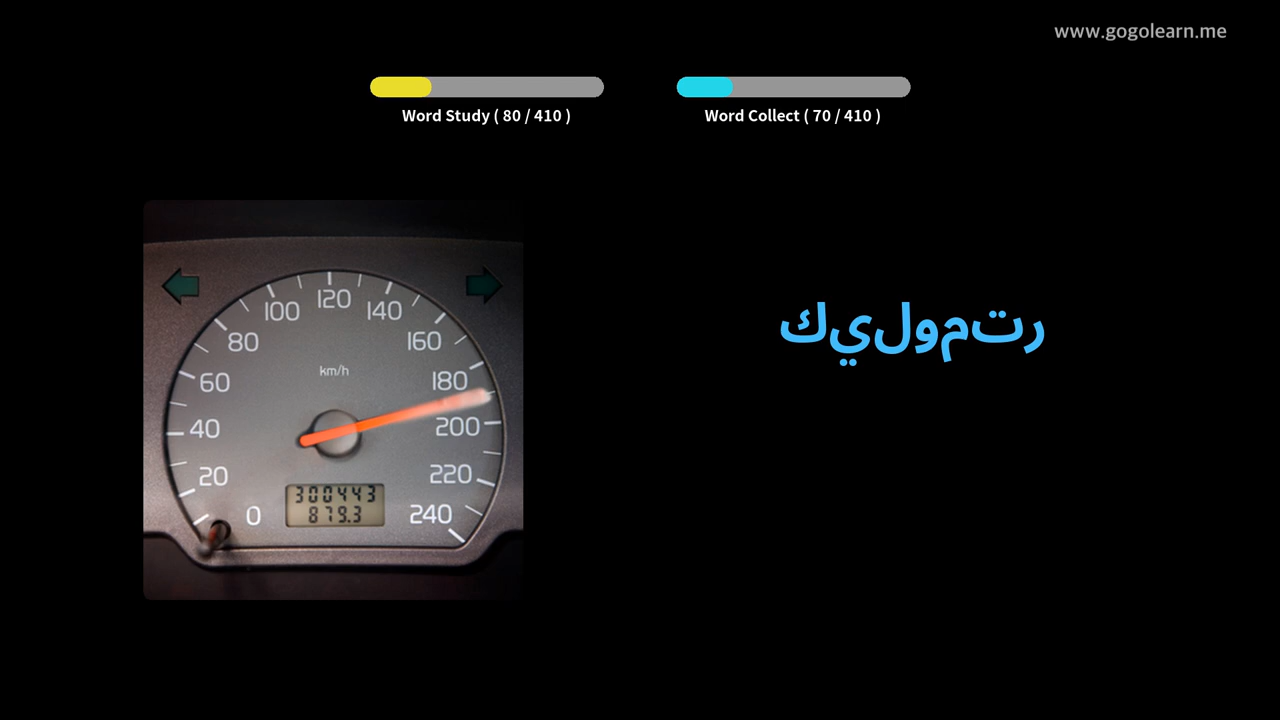 www.gogolearn.me
Word Study ( 80 / 410 )
Word Collect ( 70 / 410 )
رتموليك
120
100 140
80 160
km/h
60 180
40 200
20 220
300443
0 240
879.3